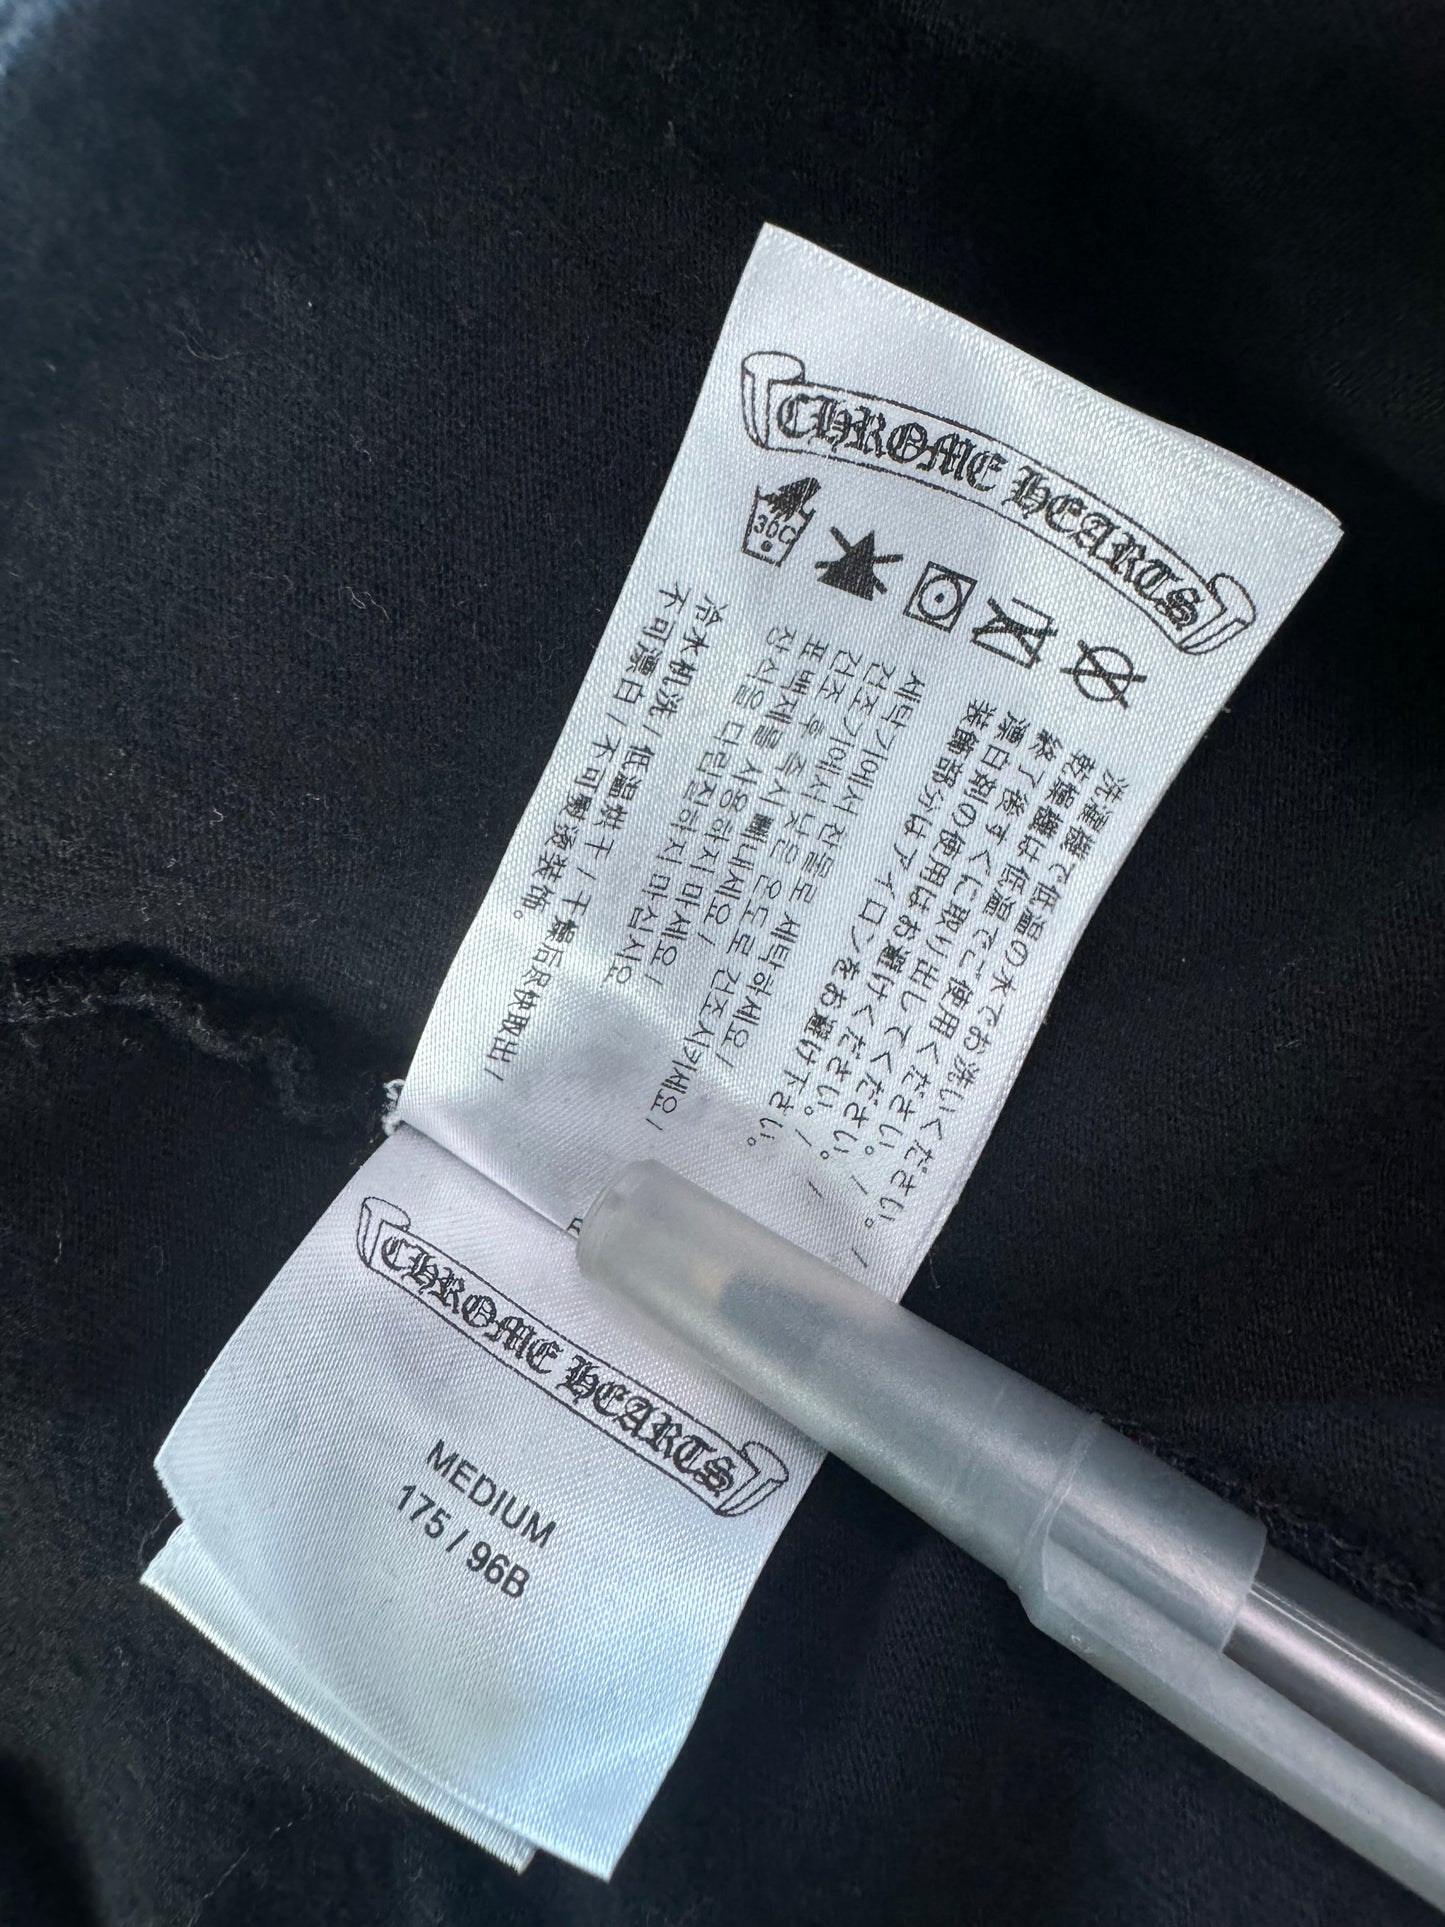 CHROME HEARTS
30C
洗濯機で低温の水でお洗いください。/
乾燥機は低温でご使用ください。/
終了後すぐに取り出してください。/
漂白剤の使用はお避けください。/
装飾部分はアイロンをお避け下さい。
세탁기에서 찬물로 세탁하세요/
건조기에서 낮은 온도로 건조시키세요/
건조 후 즉시 빼내세요/
표백제를 사용하지 마세요/
장식을 다림질하지 마십시오
冷水机洗/低温烘干/干燥后尽快取出/
不可漂白/不可熨烫装饰。
CHROME HEARTS
MEDIUM
175 / 96B